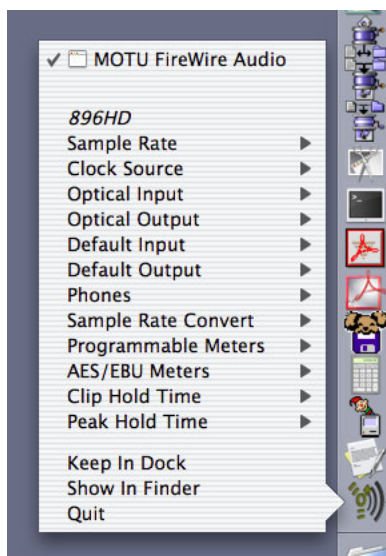 MOTU FireWire Audio
896HD
Sample Rate
Clock Source
Optical Input
Optical Output
Default Input
Default Output
Phones
Sample Rate Convert
Programmable Meters
AES/EBU Meters
Clip Hold Time
Peak Hold Time
Keep In Dock
Show In Finder
Quit